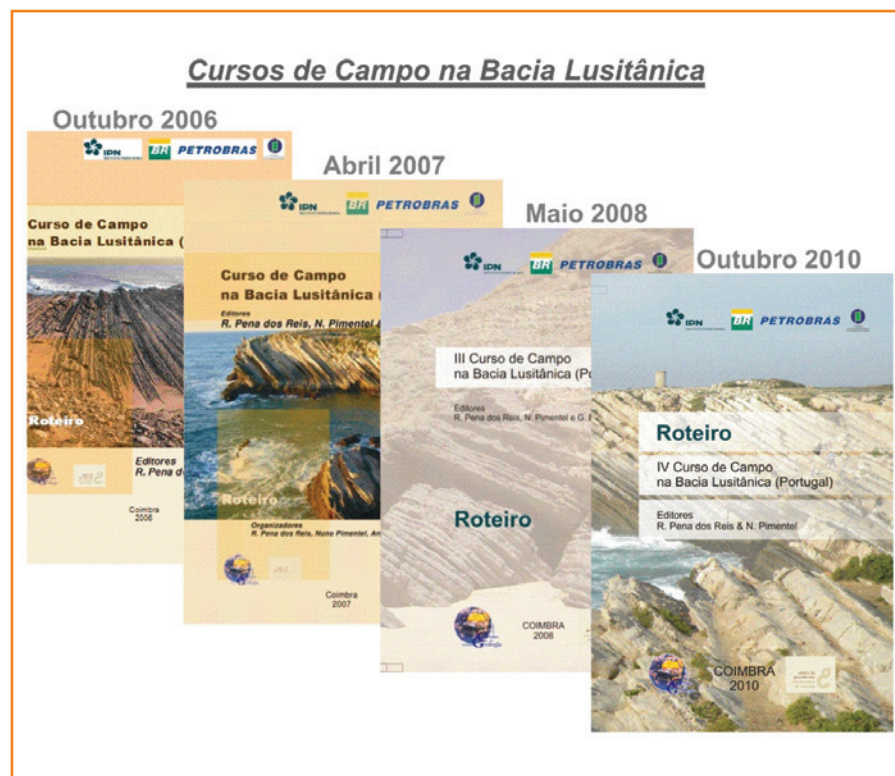 Cursos de Campo na Bacia Lusitânica
Outubro 2006
IPN
BR PETROBRAS
Curso de Campo
na Bacia Lusitânica (
Roteiro
Editores
R. Pena d
Coimbra
2006
Abril 2007
IPN
BR PETROBRAS
Curso de Campo
na Bacia Lusitânica (
Editores
R. Pena dos Reis, N. Pimentel &
Roteiro
Organizadores
R. Pena dos Reis, Nuno Pimentel, An
Coimbra
2007
Maio 2008
IPN
BR PETROBRAS
III Curso de Campo
na Bacia Lusitânica (Po
Editores
R. Pena dos Reis, N. Pimentel e G.
Roteiro
COIMBRA
2008
Outubro 2010
IPN
BR PETROBRAS
Roteiro
IV Curso de Campo
na Bacia Lusitânica (Portugal)
Editores
R. Pena dos Reis & N. Pimentel
COIMBRA
2010